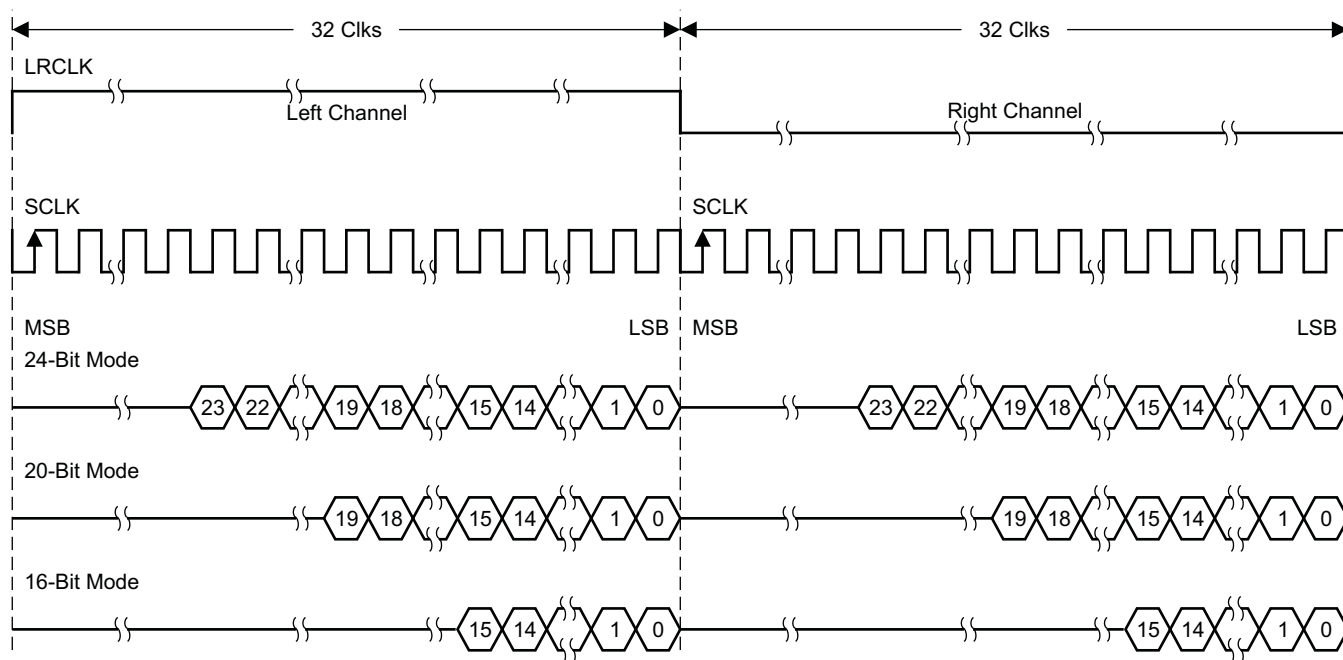 32 Clks 32 Clks
LRCLK
Left Channel Right Channel
SCLK SCLK
MSB LSB MSB LSB
24-Bit Mode
23 22 19 18 15 14 1 0 23 22 19 18 15 14 1 0
20-Bit Mode
19 18 15 14 1 0 19 18 15 14 1 0
16-Bit Mode
15 14 1 0 15 14 1 0